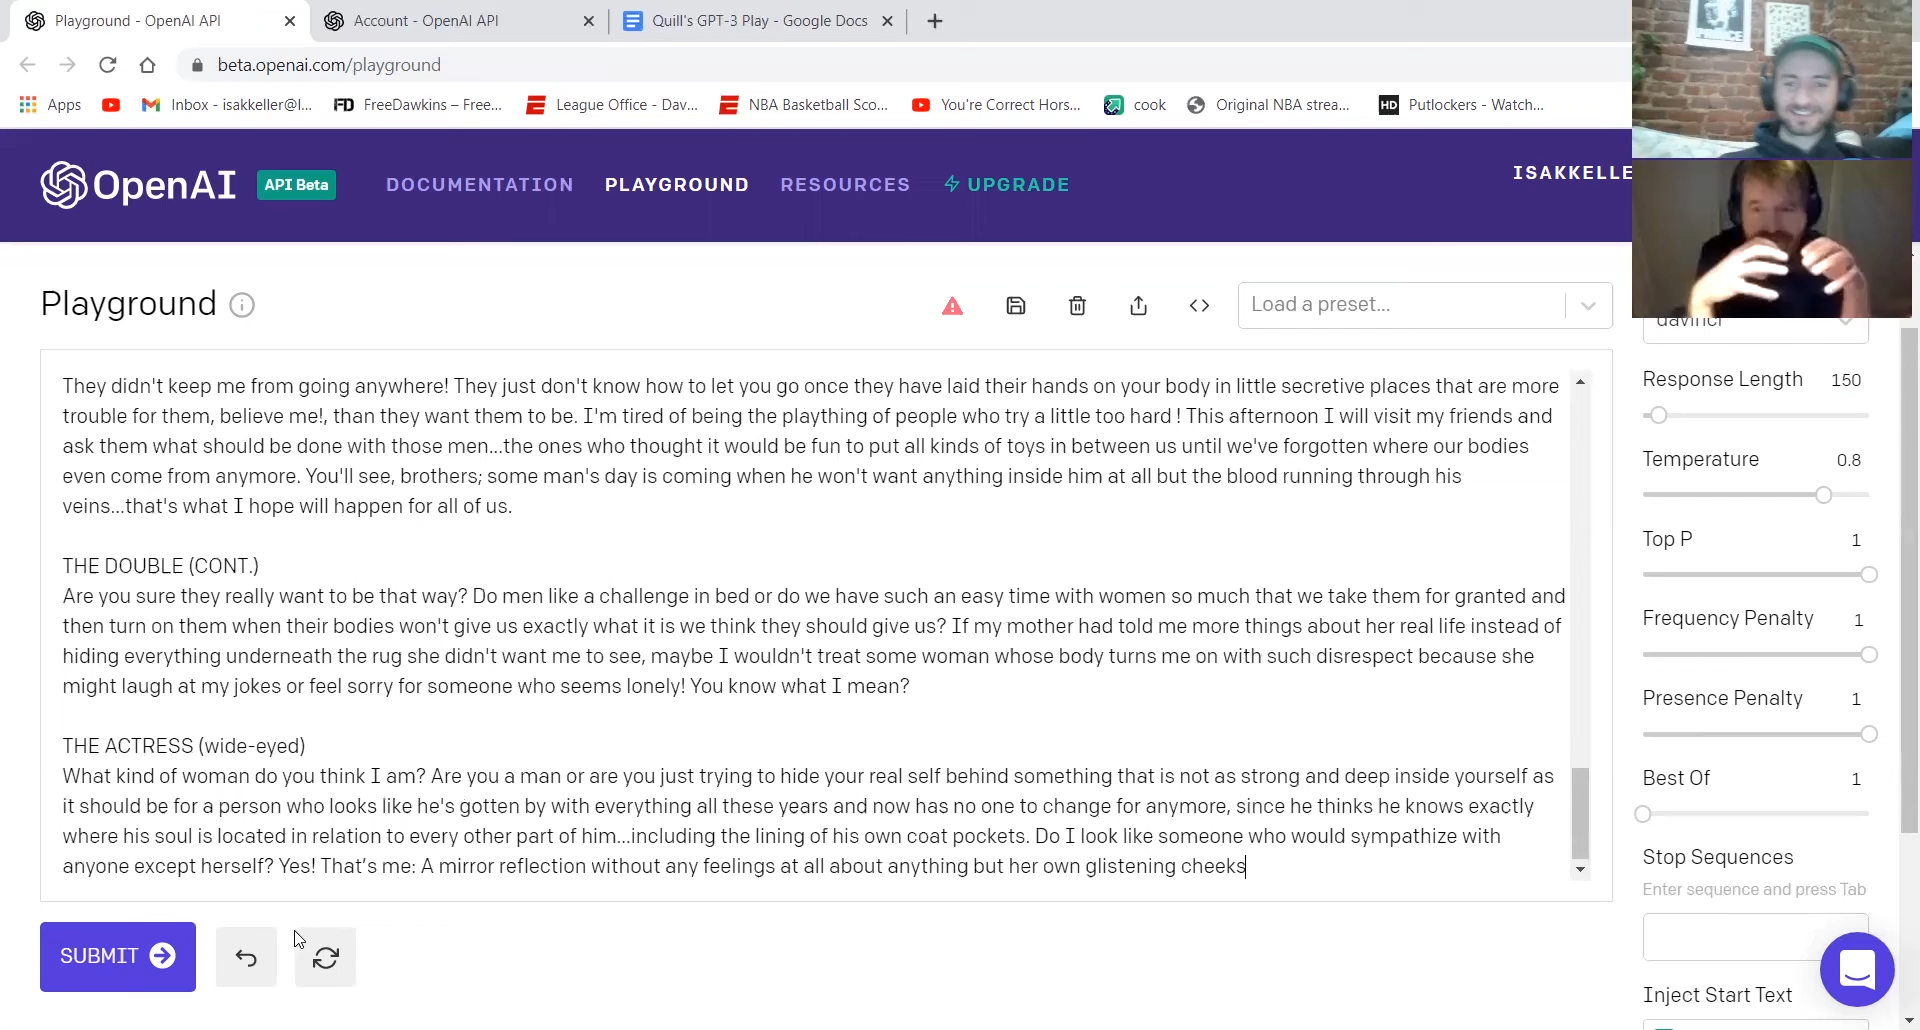 Playground - OpenAI API
Account - OpenAI API
Quill's GPT-3 Play - Google Docs
beta.openai.com/playground
Apps
Inbox - isakkeller@l...
FD FreeDawkins – Free...
League Office - Dav...
NBA Basketball Sco...
You're Correct Hors...
cook
Original NBA strea...
HD Putlockers - Watch...
OpenAI
API Beta
DOCUMENTATION
PLAYGROUND
RESOURCES
UPGRADE
ISAKKELLE
Playground
Load a preset...
davinci
They didn't keep me from going anywhere! They just don't know how to let you go once they have laid their hands on your body in little secretive places that are more
trouble for them, believe me!, than they want them to be. I'm tired of being the plaything of people who try a little too hard ! This afternoon I will visit my friends and
ask them what should be done with those men...the ones who thought it would be fun to put all kinds of toys in between us until we've forgotten where our bodies
even come from anymore. You'll see, brothers; some man's day is coming when he won't want anything inside him at all but the blood running through his
veins...that's what I hope will happen for all of us.
THE DOUBLE (CONT.)
Are you sure they really want to be that way? Do men like a challenge in bed or do we have such an easy time with women so much that we take them for granted and
then turn on them when their bodies won't give us exactly what it is we think they should give us? If my mother had told me more things about her real life instead of
hiding everything underneath the rug she didn't want me to see, maybe I wouldn't treat some woman whose body turns me on with such disrespect because she
might laugh at my jokes or feel sorry for someone who seems lonely! You know what I mean?
THE ACTRESS (wide-eyed)
What kind of woman do you think I am? Are you a man or are you just trying to hide your real self behind something that is not as strong and deep inside yourself as
it should be for a person who looks like he's gotten by with everything all these years and now has no one to change for anymore, since he thinks he knows exactly
where his soul is located in relation to every other part of him...including the lining of his own coat pockets. Do I look like someone who would sympathize with
anyone except herself? Yes! That's me: A mirror reflection without any feelings at all about anything but her own glistening cheeks
SUBMIT
Response Length 150
Temperature 0.8
Top P 1
Frequency Penalty 1
Presence Penalty 1
Best Of 1
Stop Sequences
Enter sequence and press Tab
Inject Start Text